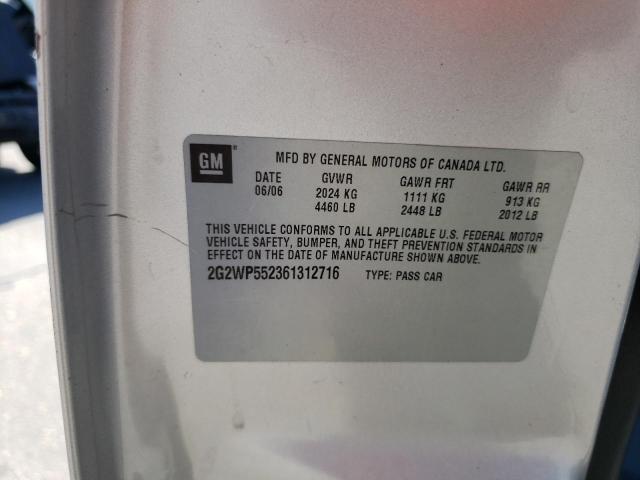 GM® MFD BY GENERAL MOTORS OF CANADA LTD.
DATE GVWR GAWR FRT GAWR RR
06/06 2024 KG 1111 KG 913 KG
4460 LB 2448 LB 2012 LB
THIS VEHICLE CONFORMS TO ALL APPLICABLE U.S. FEDERAL MOTOR
VEHICLE SAFETY, BUMPER, AND THEFT PREVENTION STANDARDS IN
EFFECT ON THE DATE OF MANUFACTURE SHOWN ABOVE.
2G2WP552361312716 TYPE: PASS CAR